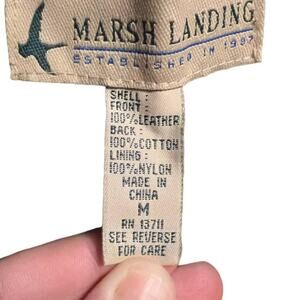 MARSH LANDING
ESTABLISHED IN 1997
SHELL:
FRONT:
100%LEATHER
BACK:
100%COTTON
LINING:
100%NYLON
MADE IN
CHINA
M
RN 13711
SEE REVERSE
FOR CARE